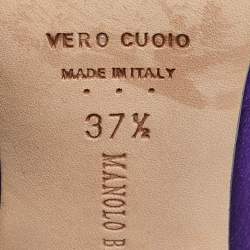 VERO CUOIO
MADE IN ITALY
37½
MANOLO B